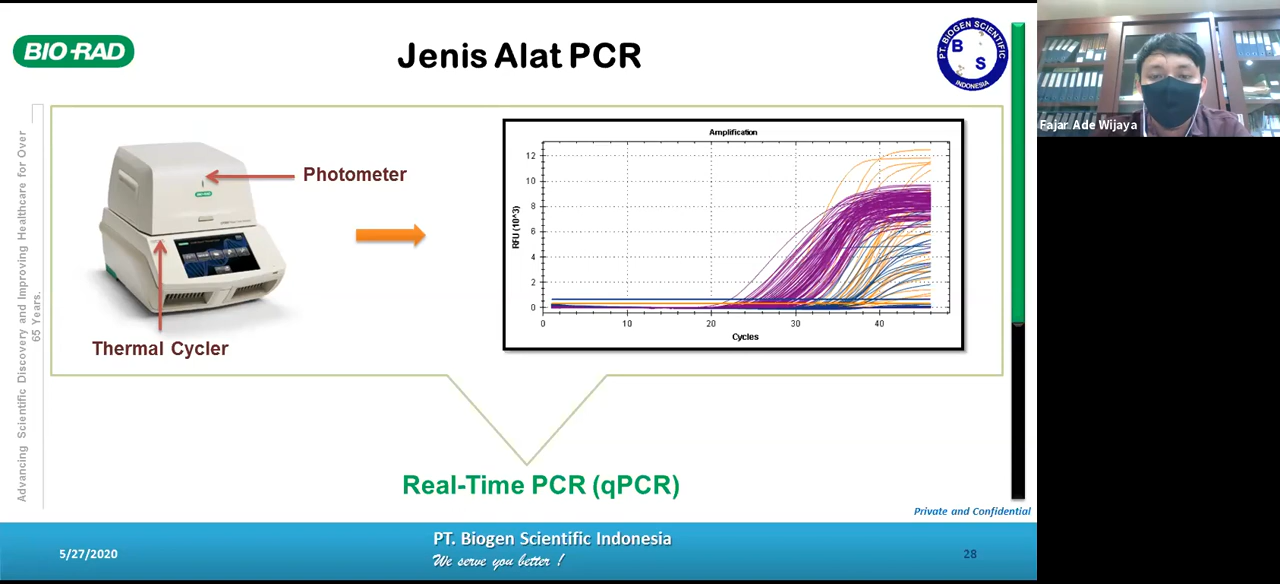 BIO-RAD
Jenis Alat PCR
PT. BIOGEN SCIENTIFIC
B
S
INDONESIA
Fajar Ade Wijaya
Advancing Scientific Discovery and Improving Healthcare for Over
65 Years.
Photometer
BIO-RAD
Thermal Cycler
Amplification
RFU (10^3)
12
10
8
6
4
2
0
0
10
20
30
40
Cycles
Real-Time PCR (qPCR)
Private and Confidential
5/27/2020
PT. Biogen Scientific Indonesia
We serve you better !
28